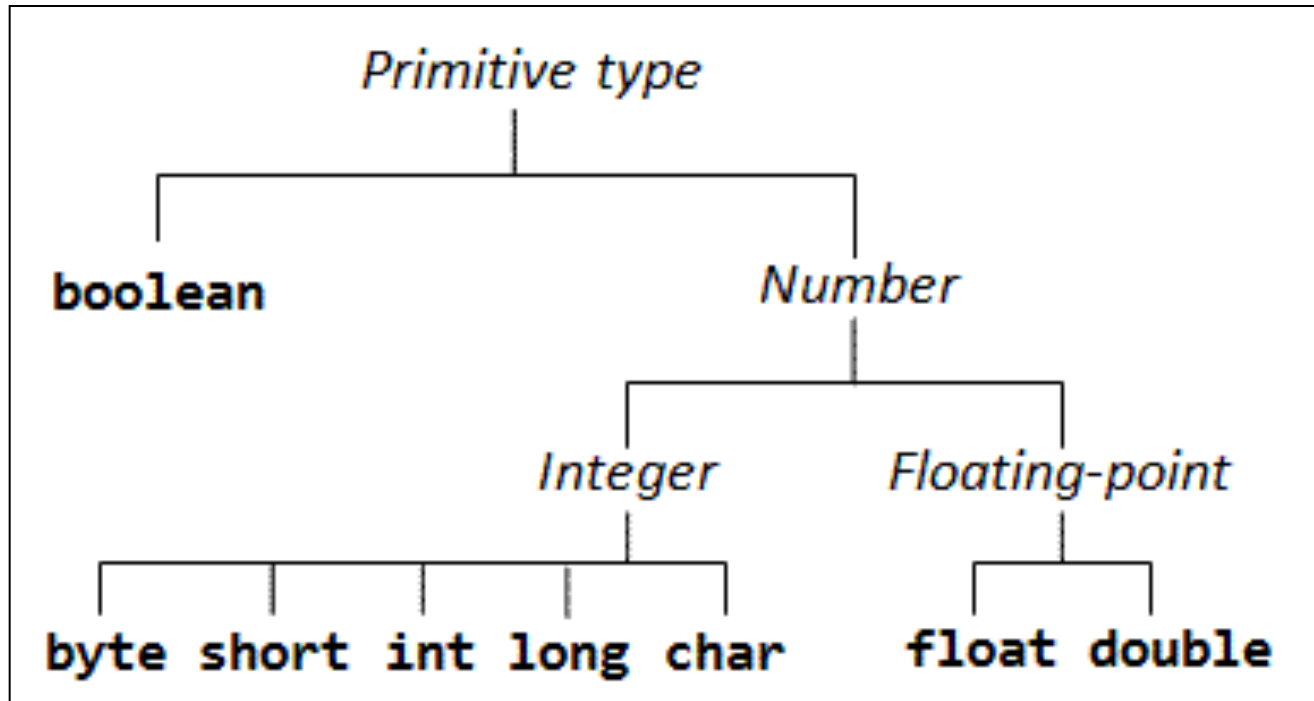 Primitive type
boolean
Number
Integer Floating-point
byte short int long char float double